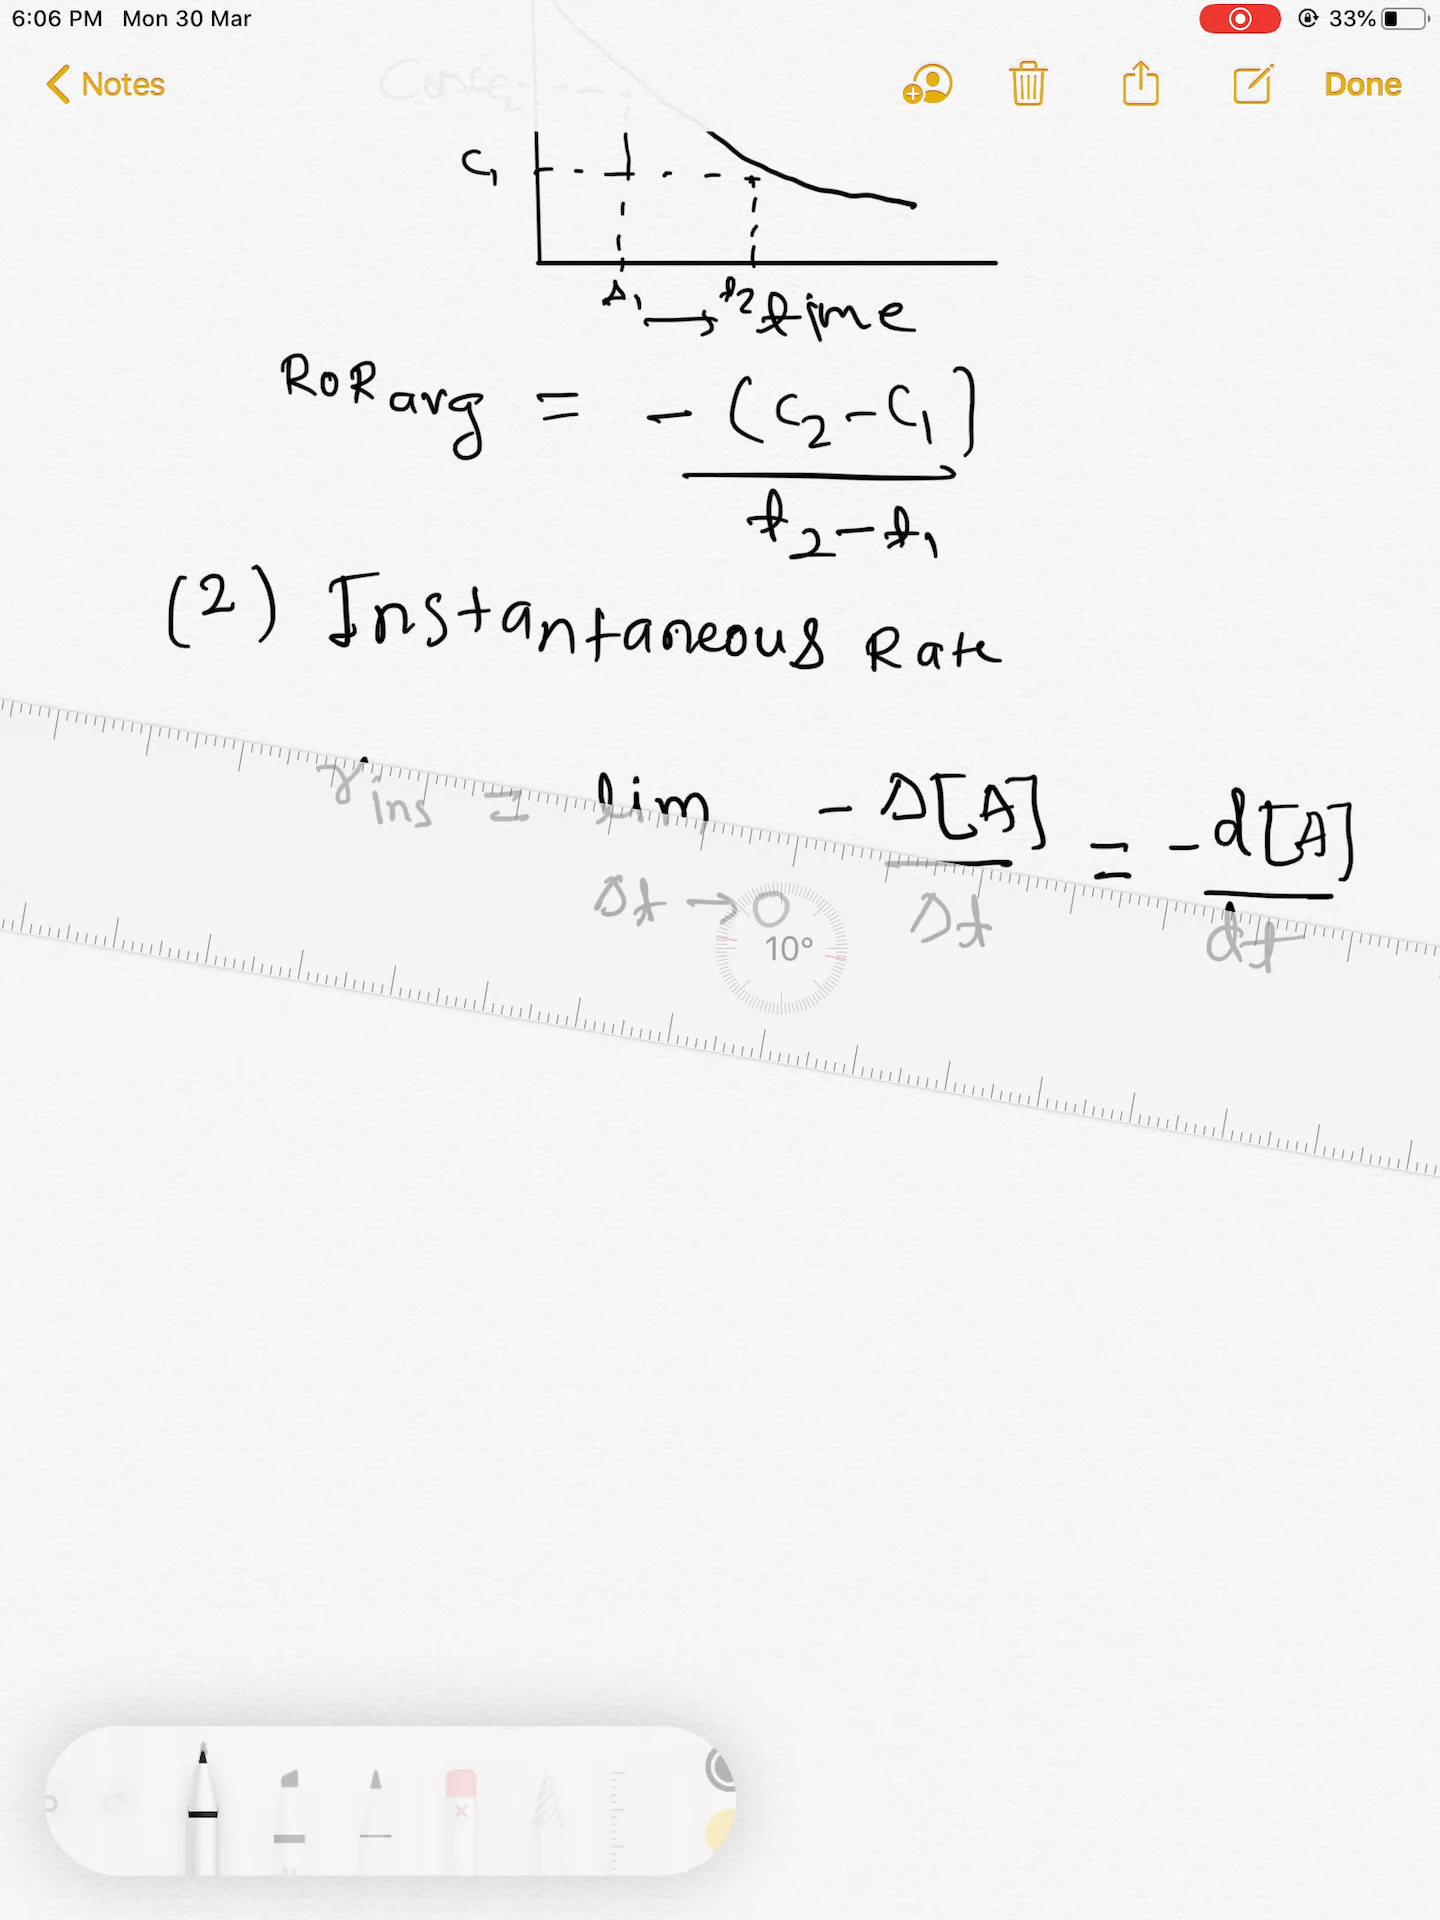 6:06 PM Mon 30 Mar 33%
Notes Done
Conc
C₁
t₁ → t₂ time
RoR avg = - (C₂ - C₁)
t₂ - t₁
(2) Instantaneous Rate
r ins = lim - Δ[A] = - d[A]
Δt → 0 Δt dt
10°